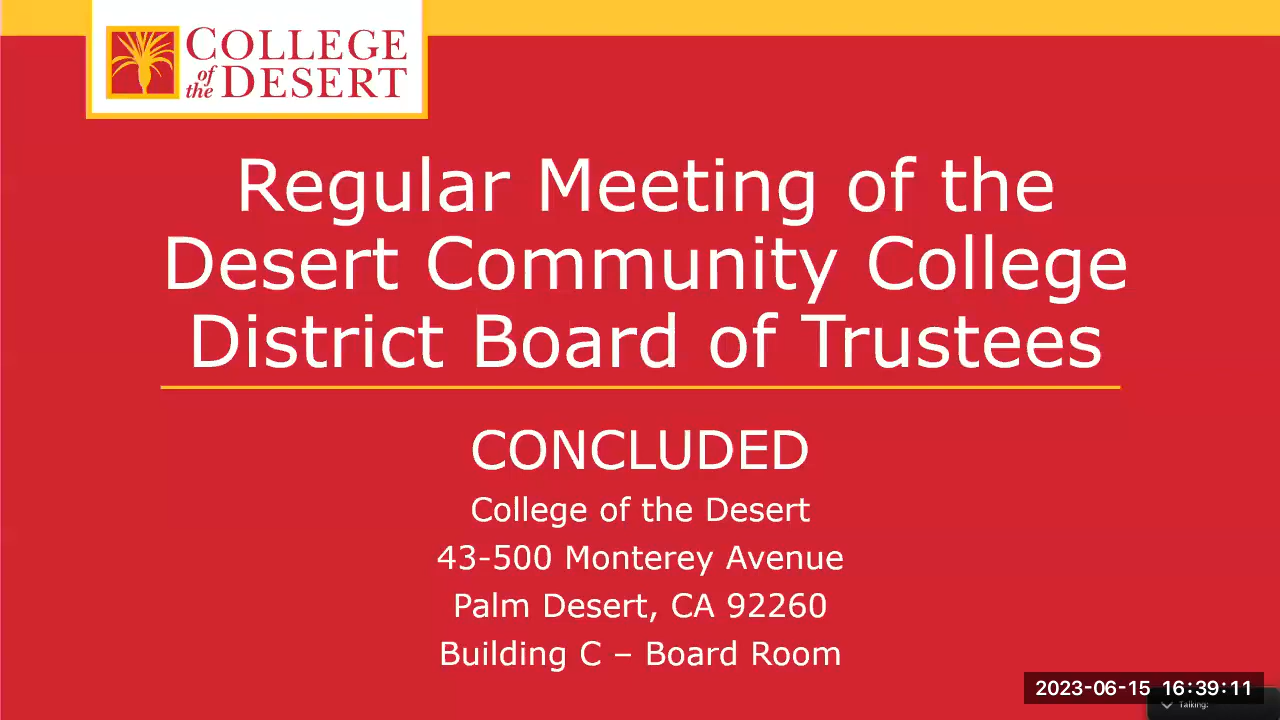 COLLEGE
of the DESERT
Regular Meeting of the
Desert Community College
District Board of Trustees
CONCLUDED
College of the Desert
43-500 Monterey Avenue
Palm Desert, CA 92260
Building C – Board Room
2023-06-15 16:39:11
Talking: